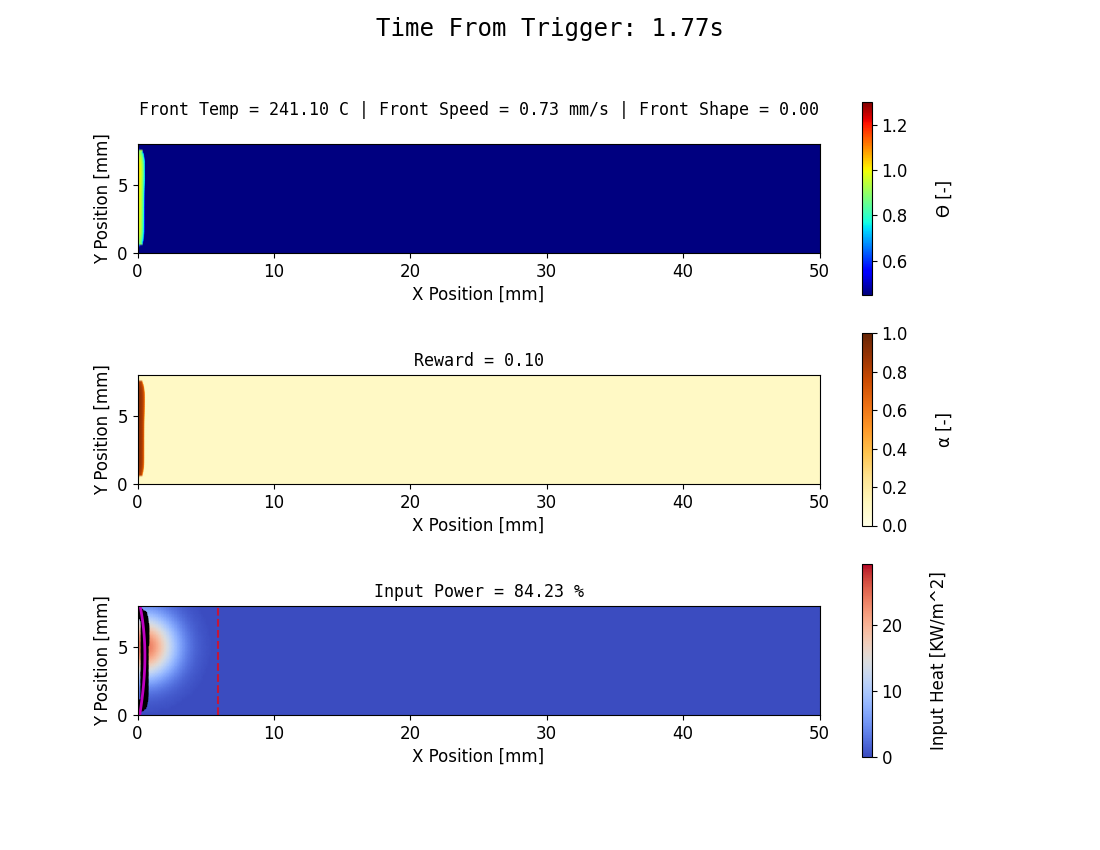 Time From Trigger: 1.77s
Front Temp = 241.10 C | Front Speed = 0.73 mm/s | Front Shape = 0.00
Y Position [mm]
5
0
0 10 20 30 40 50
X Position [mm]
1.2
1.0
0.8
0.6
Θ [-]
Reward = 0.10
Y Position [mm]
5
0
0 10 20 30 40 50
X Position [mm]
1.0
0.8
0.6
0.4
0.2
0.0
α [-]
Input Power = 84.23 %
Y Position [mm]
5
0
0 10 20 30 40 50
X Position [mm]
20
10
0
Input Heat [KW/m^2]